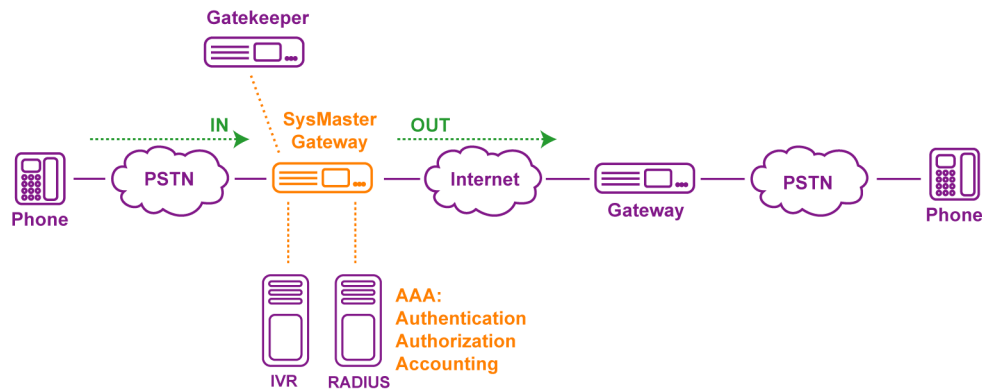 Gatekeeper
IN
SysMaster
Gateway
OUT
Phone
PSTN
Internet
Gateway
PSTN
Phone
IVR
RADIUS
AAA:
Authentication
Authorization
Accounting